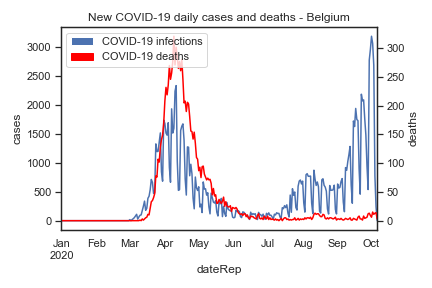 New COVID-19 daily cases and deaths - Belgium
COVID-19 infections
COVID-19 deaths
cases
3000
2500
2000
1500
1000
500
0
deaths
300
250
200
150
100
50
0
Jan Feb Mar Apr May Jun Jul Aug Sep Oct
2020
dateRep